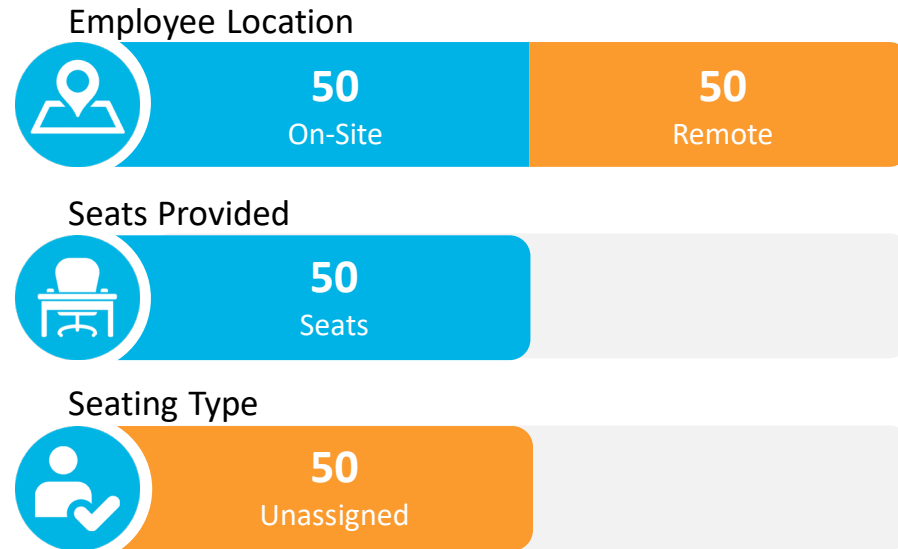 Employee Location
50
On-Site
50
Remote
Seats Provided
50
Seats
Seating Type
50
Unassigned